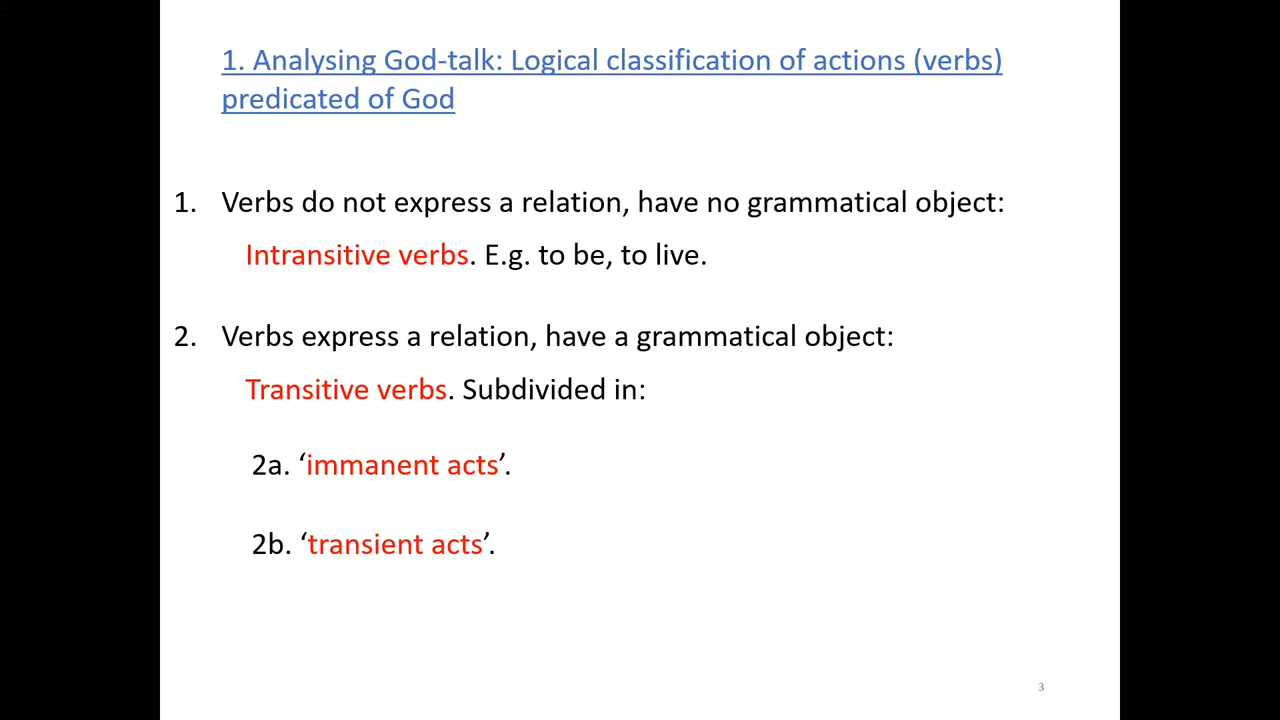 1. Analysing God-talk: Logical classification of actions (verbs)
predicated of God
1. Verbs do not express a relation, have no grammatical object:
Intransitive verbs. E.g. to be, to live.
2. Verbs express a relation, have a grammatical object:
Transitive verbs. Subdivided in:
2a. ‘immanent acts’.
2b. ‘transient acts’.
3